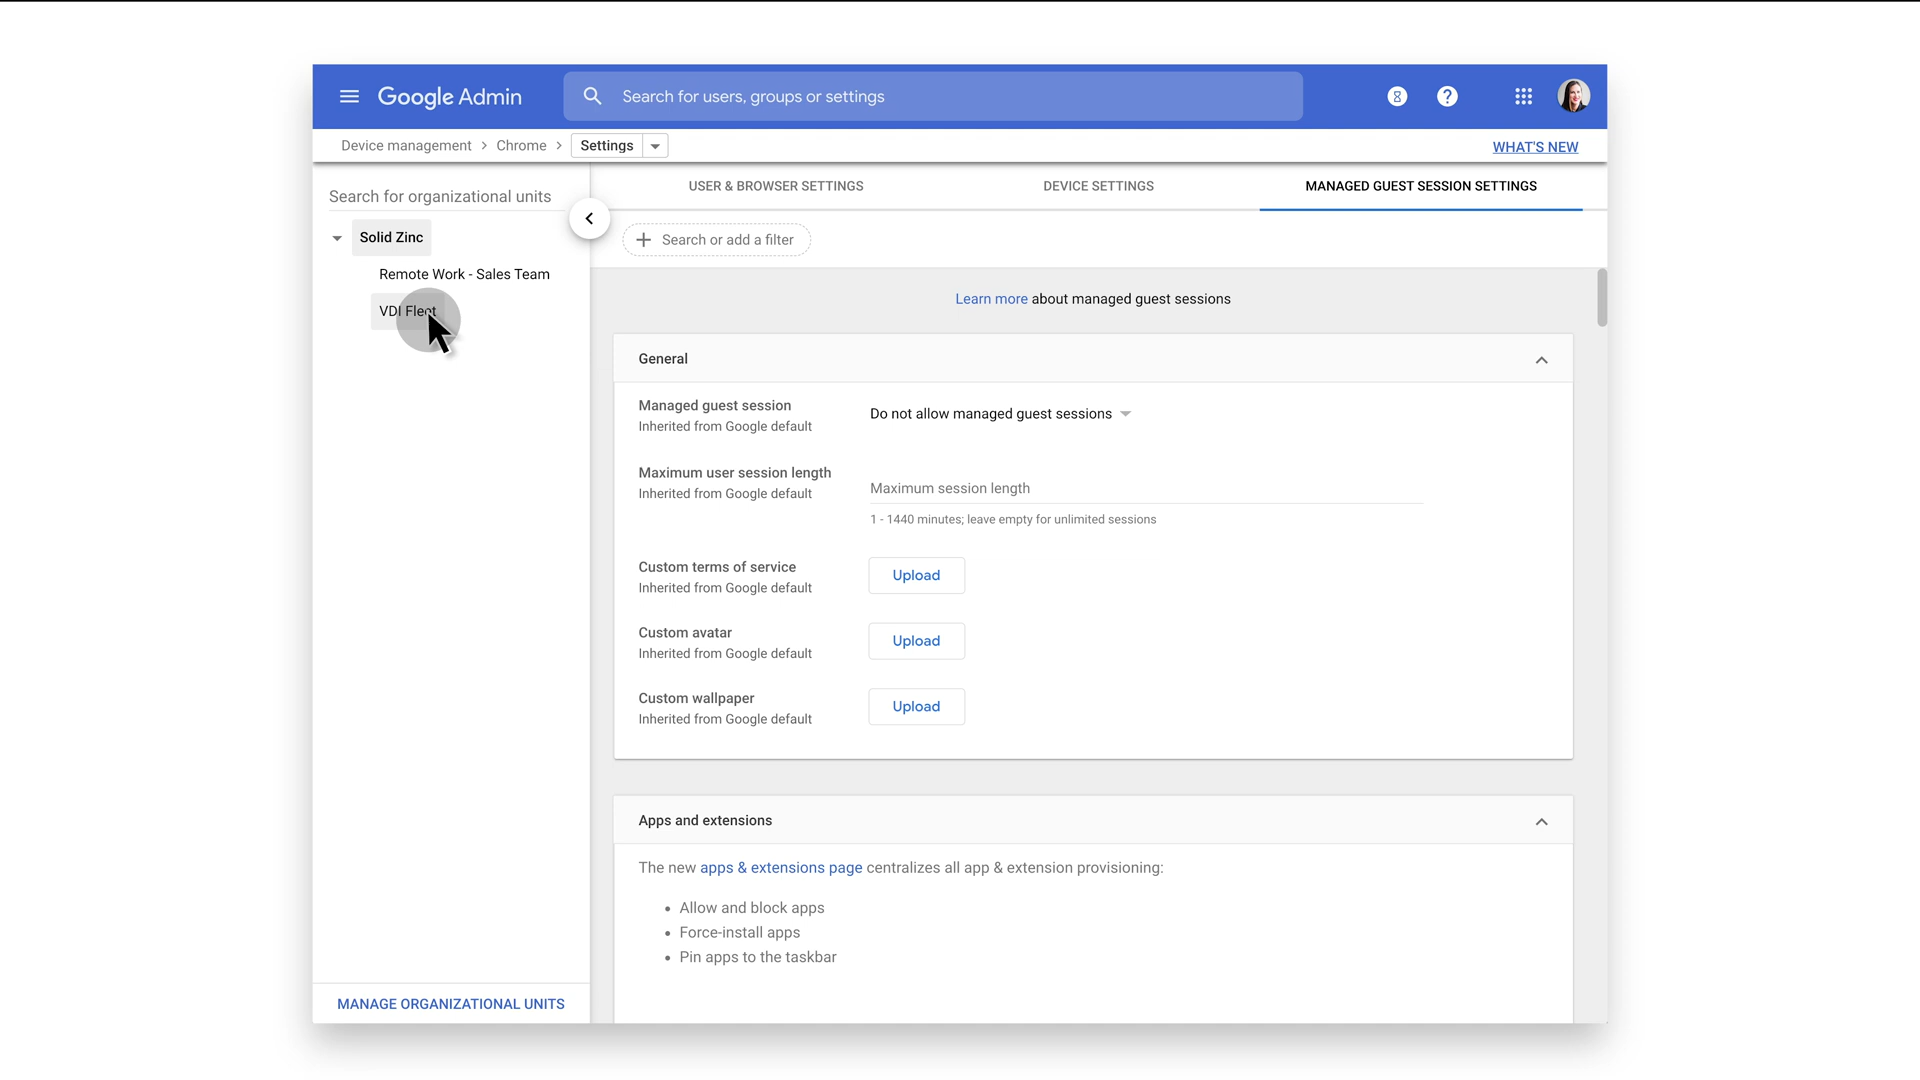 Google Admin
Search for users, groups or settings
Device management > Chrome > Settings
WHAT'S NEW
Search for organizational units
Solid Zinc
Remote Work - Sales Team
VDI Fleet
MANAGE ORGANIZATIONAL UNITS
USER & BROWSER SETTINGS
DEVICE SETTINGS
MANAGED GUEST SESSION SETTINGS
Search or add a filter
Learn more about managed guest sessions
General
Managed guest session
Inherited from Google default
Do not allow managed guest sessions
Maximum user session length
Inherited from Google default
Maximum session length
1 - 1440 minutes; leave empty for unlimited sessions
Custom terms of service
Inherited from Google default
Upload
Custom avatar
Inherited from Google default
Upload
Custom wallpaper
Inherited from Google default
Upload
Apps and extensions
The new apps & extensions page centralizes all app & extension provisioning:
• Allow and block apps
• Force-install apps
• Pin apps to the taskbar